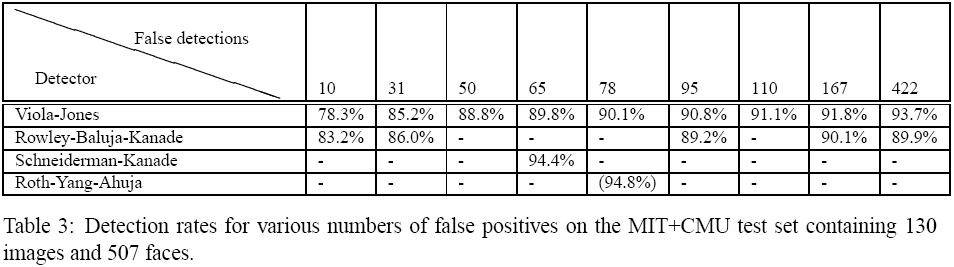 False detections
Detector
10 31 50 65 78 95 110 167 422
Viola-Jones 78.3% 85.2% 88.8% 89.8% 90.1% 90.8% 91.1% 91.8% 93.7%
Rowley-Baluja-Kanade 83.2% 86.0% - - - 89.2% - 90.1% 89.9%
Schneiderman-Kanade - - - 94.4% - - - - -
Roth-Yang-Ahuja - - - - (94.8%) - - - -
Table 3: Detection rates for various numbers of false positives on the MIT+CMU test set containing 130
images and 507 faces.